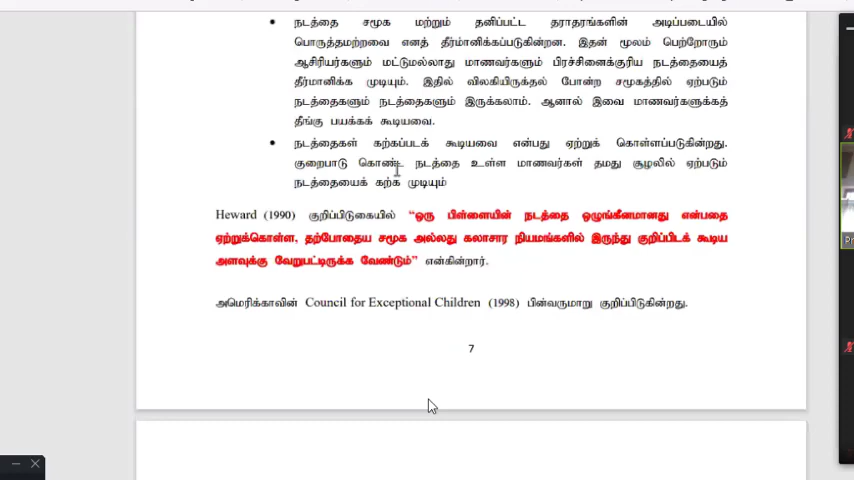 • நடத்தை சமூக மற்றும் தனிப்பட்ட தராதரங்களின் அடிப்படையில்
பொருத்தமற்றவை எனத் தீர்மானிக்கப்படுகின்றன. இதன் மூலம் பெற்றோரும்
ஆசிரியர்களும் மட்டுமல்லாது மாணவர்களும் பிரச்சினைக்குரிய நடத்தையைத்
தீர்மானிக்க முடியும். இதில் விலகியிருத்தல் போன்ற சமூகத்தில் ஏற்படும்
நடத்தைகளும் நடத்தைகளும் இருக்கலாம். ஆனால் இவை மாணவர்களுக்குத்
தீங்கு பயக்கக் கூடியவை.
• நடத்தைகள் கற்கப்படக் கூடியவை என்பது ஏற்றுக் கொள்ளப்படுகின்றது.
குறைபாடு கொண்ட நடத்தை உள்ள மாணவர்கள் தமது சூழலில் ஏற்படும்
நடத்தையைக் கற்க முடியும்
Heward (1990) குறிப்பிடுகையில் “ஒரு பிள்ளையின் நடத்தை ஒழுங்கீனமானது என்பதை
ஏற்றுக்கொள்ள, தற்போதைய சமூக அல்லது கலாசார நியமங்களில் இருந்து குறிப்பிடக் கூடிய
அளவுக்கு வேறுபட்டிருக்க வேண்டும்” என்கின்றார்.
அமெரிக்காவின் Council for Exceptional Children (1998) பின்வருமாறு குறிப்பிடுகின்றது.
7